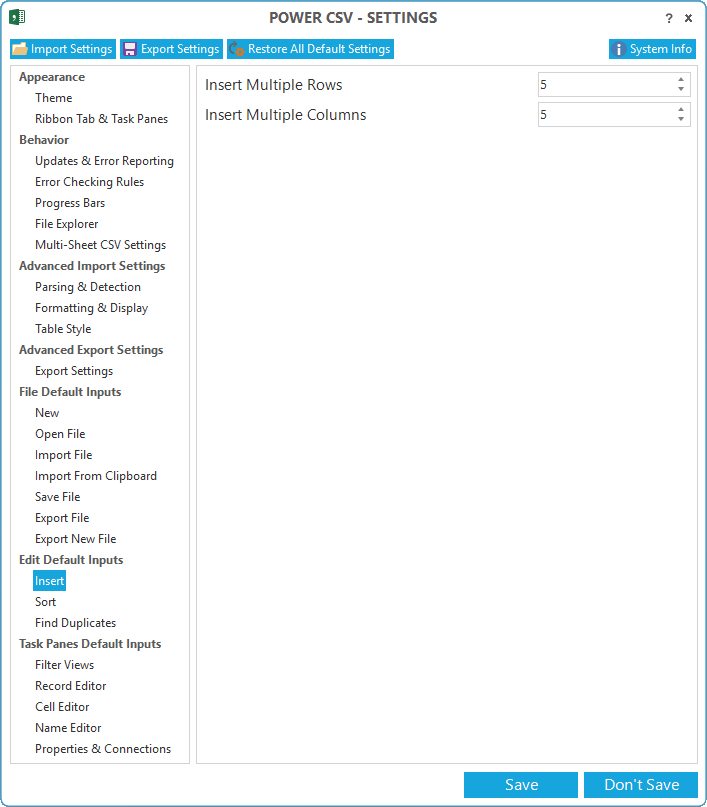 POWER CSV - SETTINGS
? x
Import Settings Export Settings Restore All Default Settings System Info
Appearance
Theme
Ribbon Tab & Task Panes
Behavior
Updates & Error Reporting
Error Checking Rules
Progress Bars
File Explorer
Multi-Sheet CSV Settings
Advanced Import Settings
Parsing & Detection
Formatting & Display
Table Style
Advanced Export Settings
Export Settings
File Default Inputs
New
Open File
Import File
Import From Clipboard
Save File
Export File
Export New File
Edit Default Inputs
Insert
Sort
Find Duplicates
Task Panes Default Inputs
Filter Views
Record Editor
Cell Editor
Name Editor
Properties & Connections
Insert Multiple Rows 5
Insert Multiple Columns 5
Save Don't Save